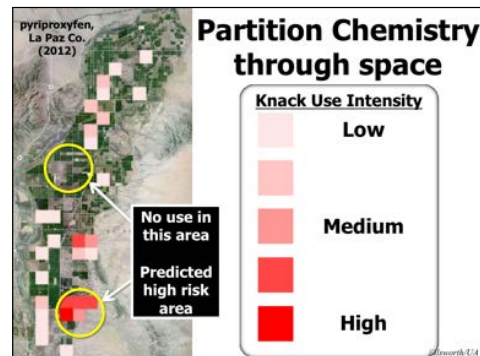 pyriproxyfen,
La Paz Co.
(2012)
Partition Chemistry
through space
Knack Use Intensity
Low
Medium
High
No use in
this area
Predicted
high risk
area
Ellsworth/UA